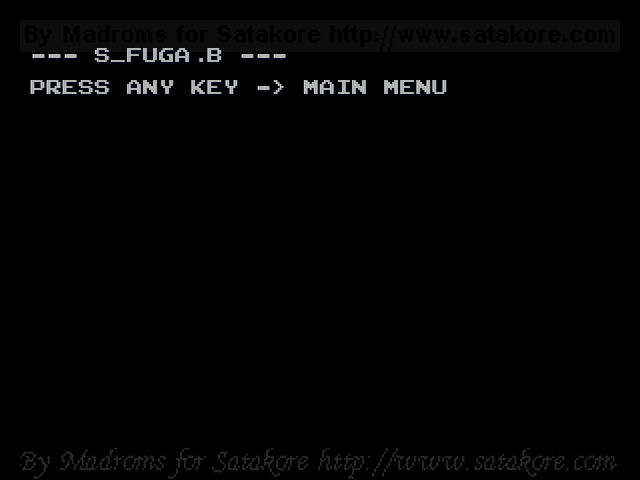 By Madroms for Satakore http://www.satakore.com
--- S_FUGA.B ---
PRESS ANY KEY -> MAIN MENU
By Madroms for Satakore http://www.satakore.com